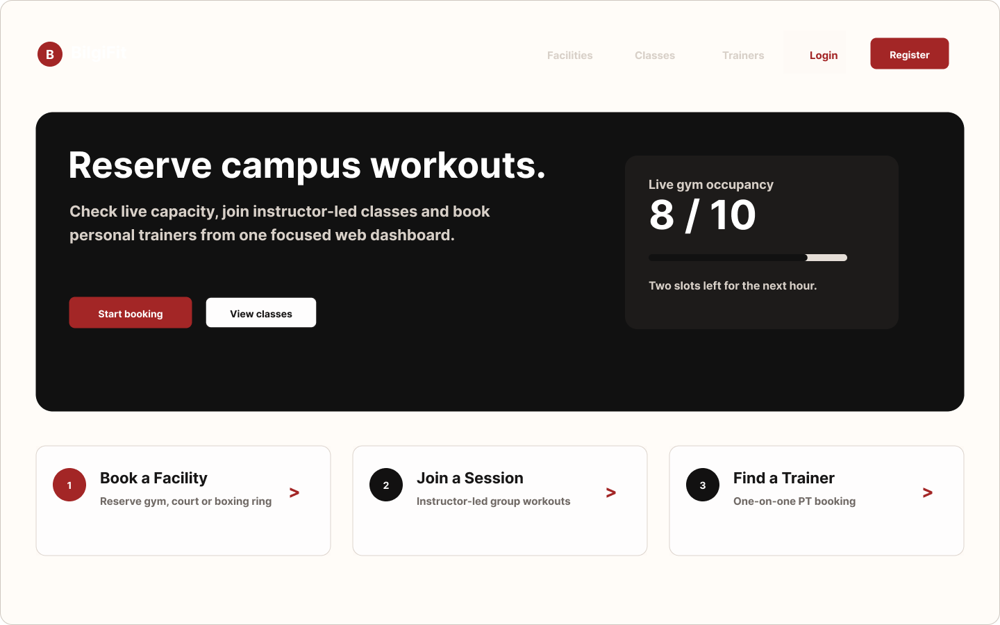 B BilgiFit
Facilities Classes Trainers Login Register
Reserve campus workouts.
Check live capacity, join instructor-led classes and book
personal trainers from one focused web dashboard.
Start booking View classes
Live gym occupancy
8 / 10
Two slots left for the next hour.
1 Book a Facility
Reserve gym, court or boxing ring
>
2 Join a Session
Instructor-led group workouts
>
3 Find a Trainer
One-on-one PT booking
>